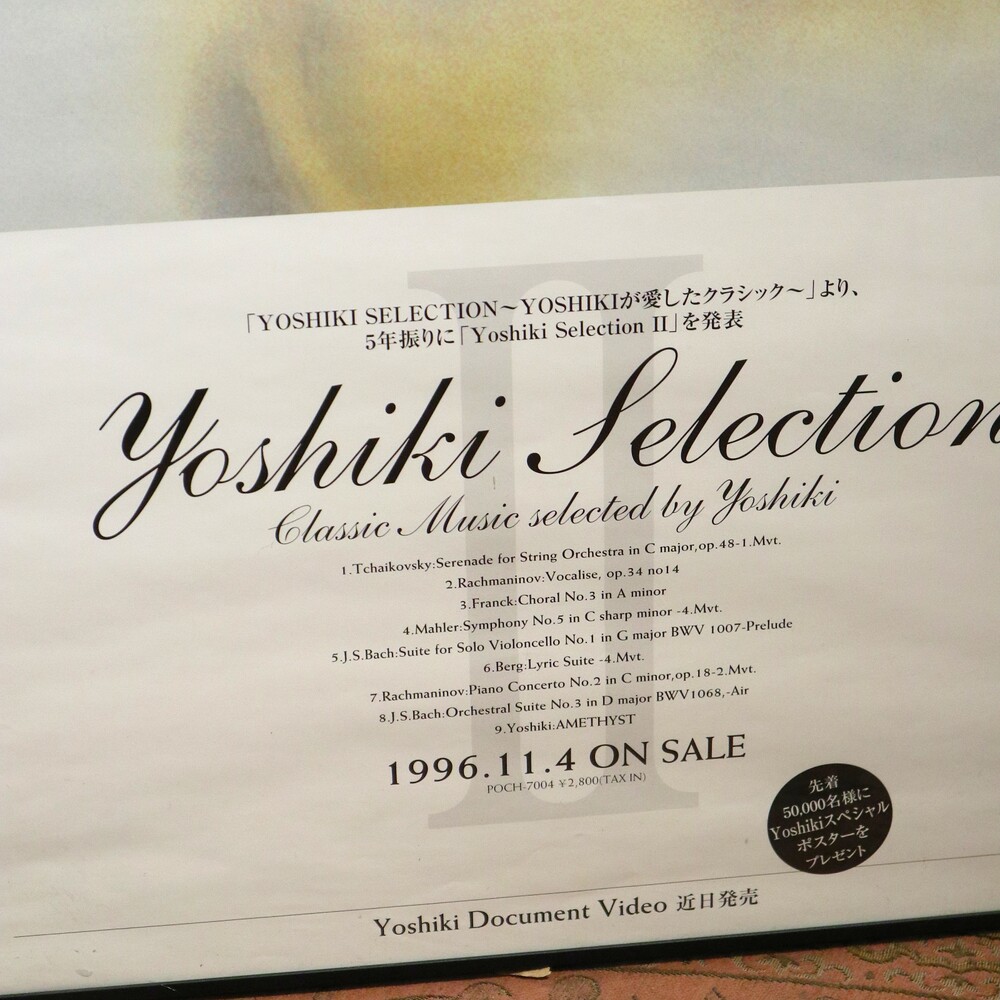 「YOSHIKI SELECTION～YOSHIKIが愛したクラシック～」より、
5年振りに「Yoshiki Selection II」を発表
Yoshiki Selection
II
Classic Music selected by Yoshiki
1.Tchaikovsky:Serenade for String Orchestra in C major,op.48-1.Mvt.
2.Rachmaninov:Vocalise, op.34 no14
3.Franck:Choral No.3 in A minor
4.Mahler:Symphony No.5 in C sharp minor -4.Mvt.
5.J.S.Bach:Suite for Solo Violoncello No.1 in G major BWV 1007-Prelude
6.Berg:Lyric Suite -4.Mvt.
7.Rachmaninov:Piano Concerto No.2 in C minor,op.18-2.Mvt.
8.J.S.Bach:Orchestral Suite No.3 in D major BWV1068,-Air
9.Yoshiki:AMETHYST
1996.11.4 ON SALE
POCH-7004 ¥2,800(TAX IN)
先着
50,000名様に
Yoshikiスペシャル
ポスターを
プレゼント
Yoshiki Document Video 近日発売